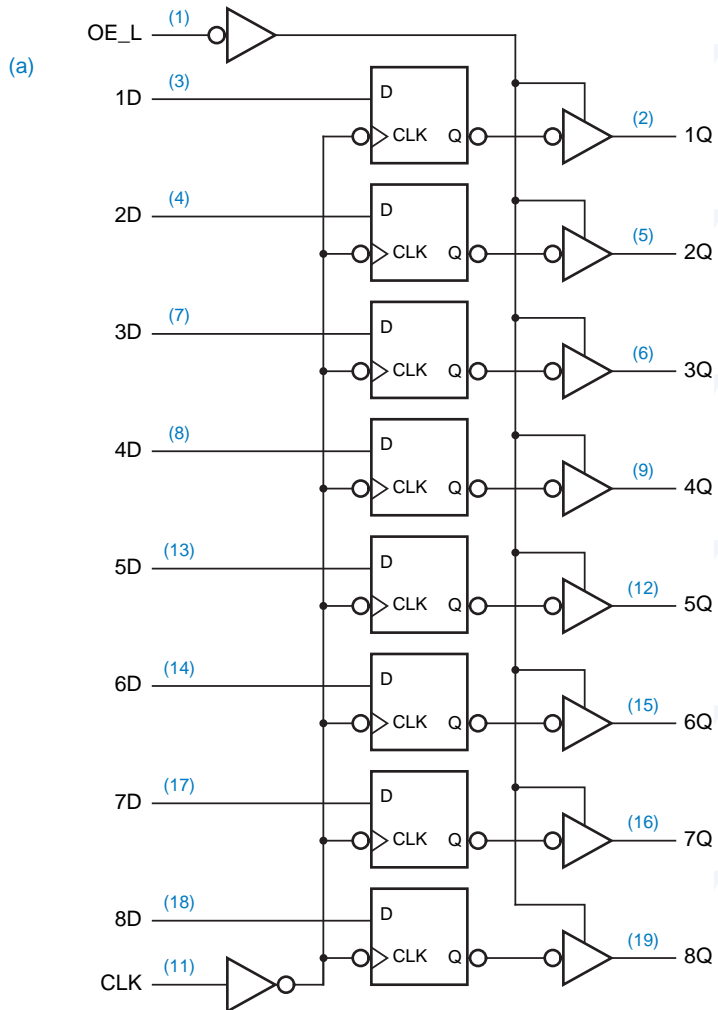 (a)
OE_L (1)
1D (3) D
CLK Q (2) 1Q
2D (4) D
CLK Q (5) 2Q
3D (7) D
CLK Q (6) 3Q
4D (8) D
CLK Q (9) 4Q
5D (13) D
CLK Q (12) 5Q
6D (14) D
CLK Q (15) 6Q
7D (17) D
CLK Q (16) 7Q
8D (18) D
CLK Q (19) 8Q
CLK (11)